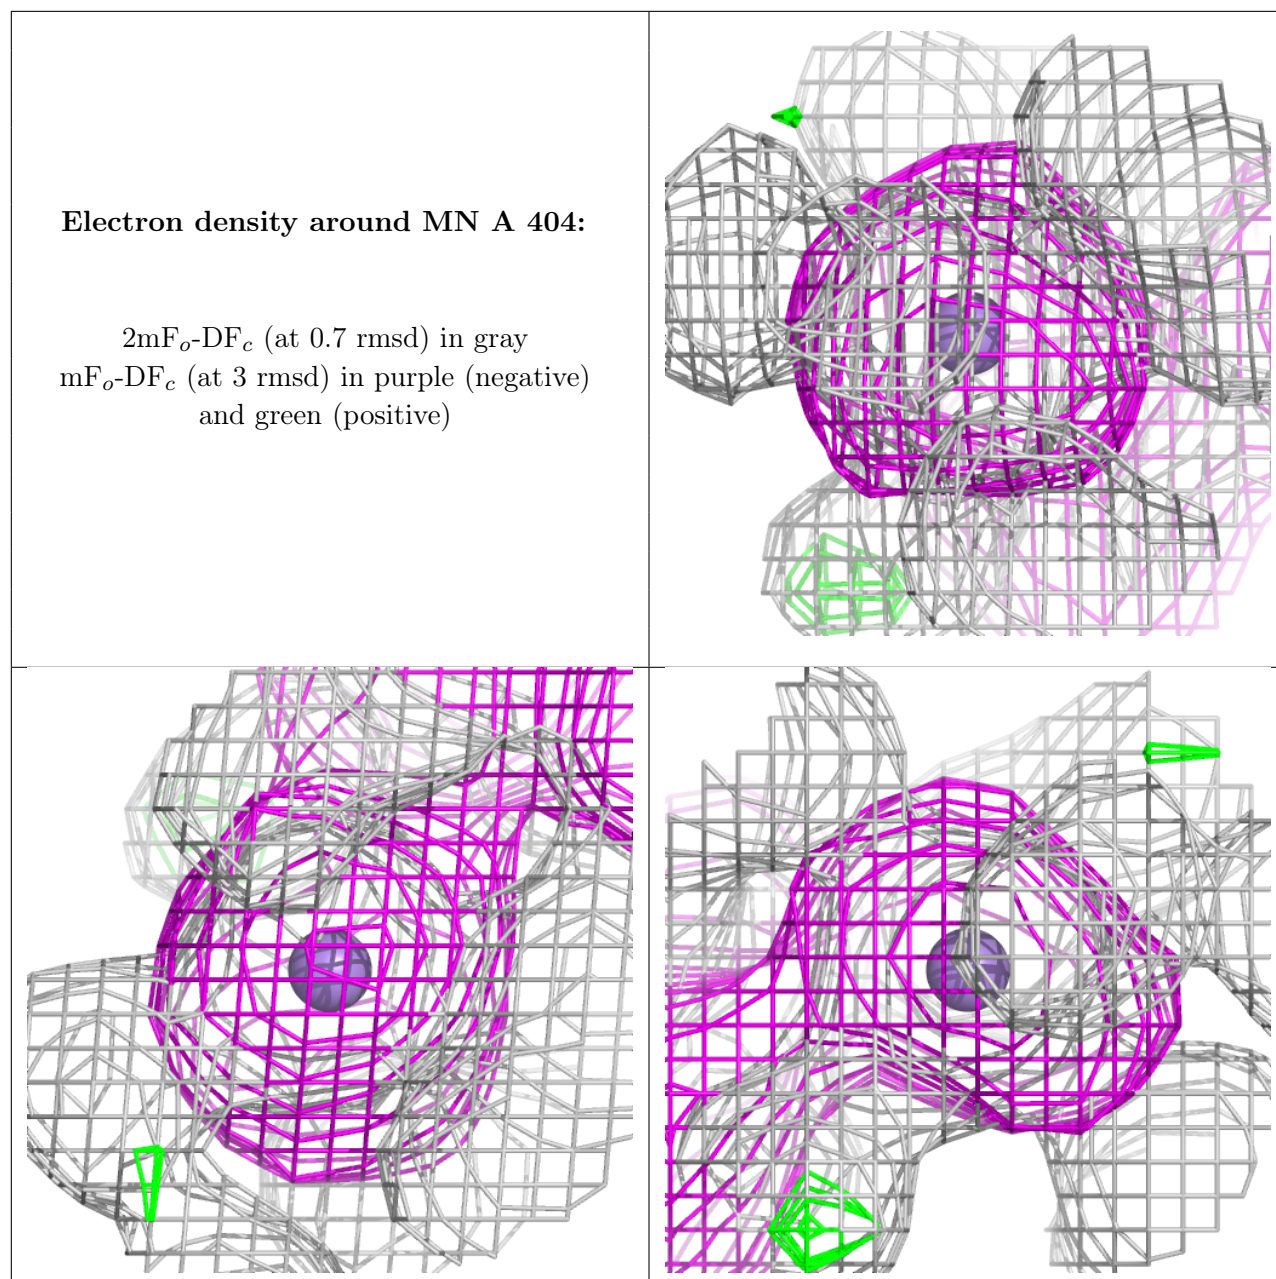 Electron density around MN A 404:
2mFo-DFc (at 0.7 rmsd) in gray
mFo-DFc (at 3 rmsd) in purple (negative)
and green (positive)